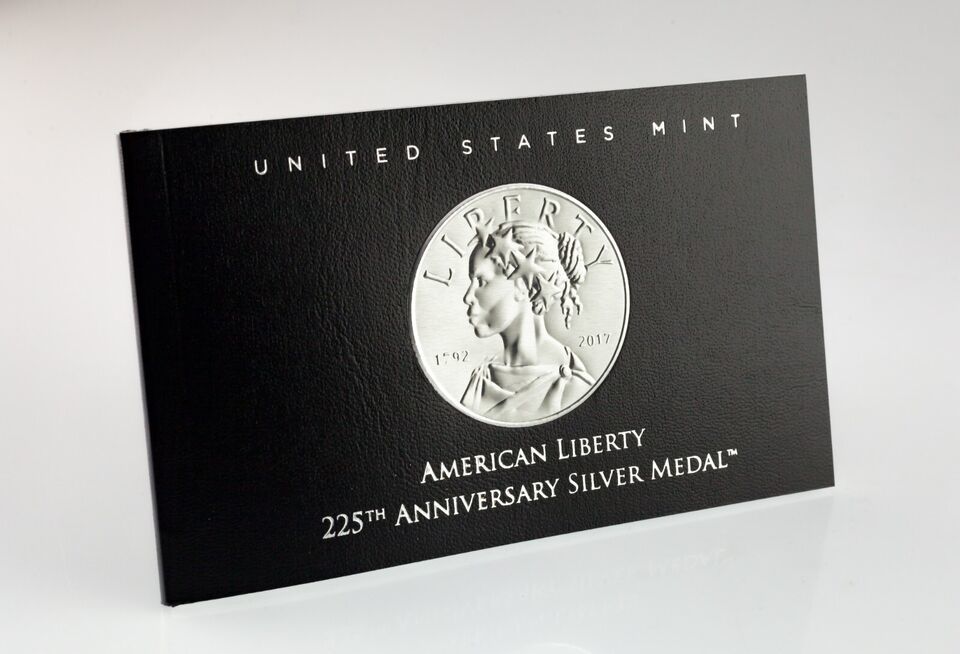 UNITED STATES MINT
LIBERTY
1792 2017
AMERICAN LIBERTY
225TH ANNIVERSARY SILVER MEDAL™